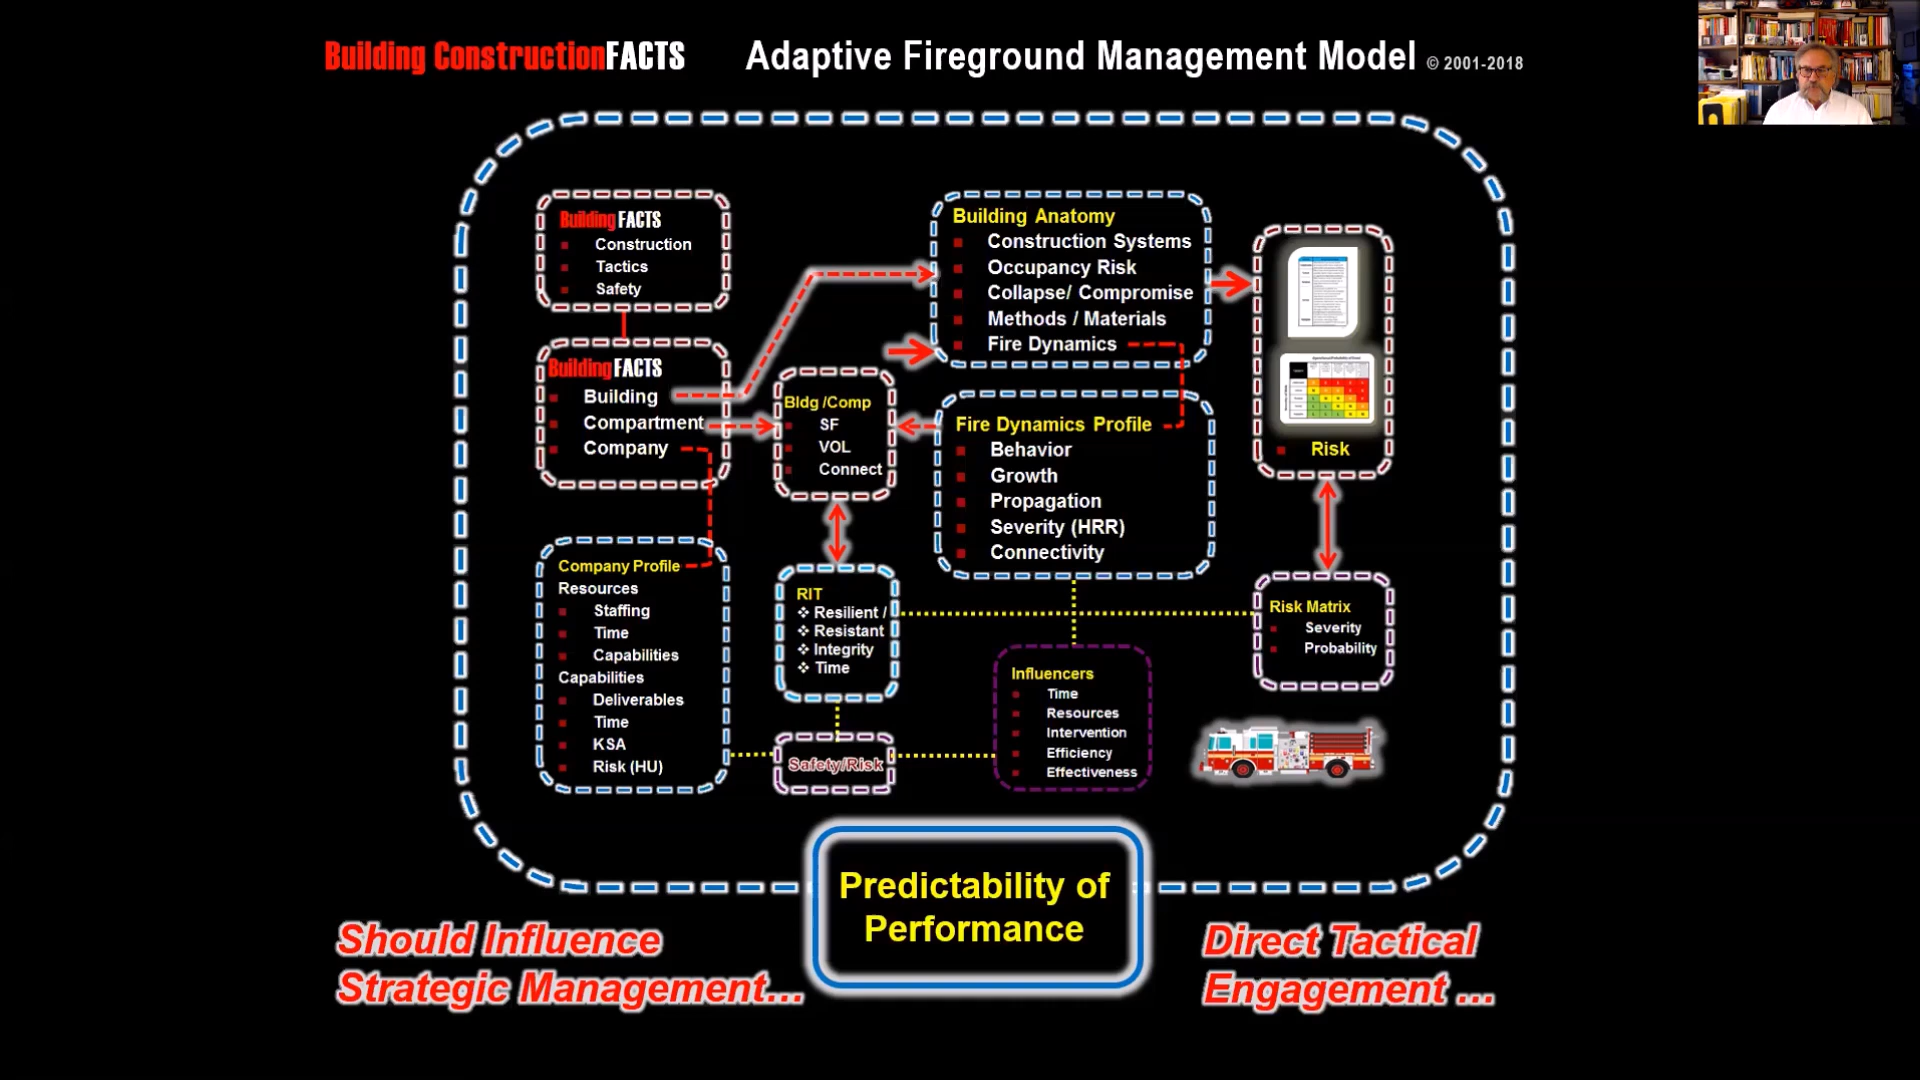 Building ConstructionFACTS
Adaptive Fireground Management Model © 2001-2018
BuildingFACTS
Construction
Tactics
Safety
BuildingFACTS
Building
Compartment
Company
Company Profile
Resources
Staffing
Time
Capabilities
Capabilities
Deliverables
Time
KSA
Risk (HU)
Bldg /Comp
SF
VOL
Connect
RIT
❖ Resilient /
❖ Resistant
❖ Integrity
❖ Time
Safety/Risk
Building Anatomy
Construction Systems
Occupancy Risk
Collapse/ Compromise
Methods / Materials
Fire Dynamics
Fire Dynamics Profile
Behavior
Growth
Propagation
Severity (HRR)
Connectivity
Influencers
Time
Resources
Intervention
Efficiency
Effectiveness
Risk
Risk Matrix
Severity
Probability
Predictability of
Performance
Should Influence
Strategic Management...
Direct Tactical
Engagement ...